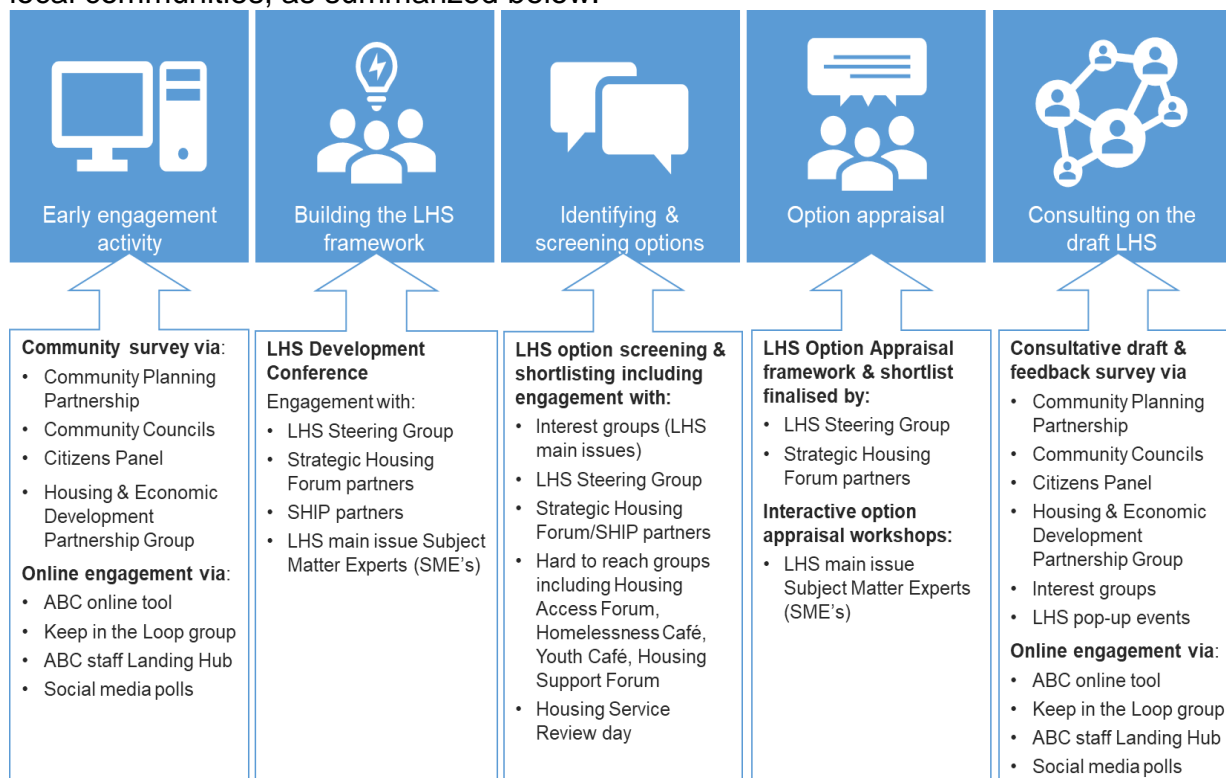 local communities, as summarized below.
Early engagement
activity
Building the LHS
framework
Identifying &
screening options
Option appraisal
Consulting on the
draft LHS
Community survey via:
• Community Planning
Partnership
• Community Councils
• Citizens Panel
• Housing & Economic
Development
Partnership Group
Online engagement via:
• ABC online tool
• Keep in the Loop group
• ABC staff Landing Hub
• Social media polls
LHS Development
Conference
Engagement with:
• LHS Steering Group
• Strategic Housing
Forum partners
• SHIP partners
• LHS main issue Subject
Matter Experts (SME's)
LHS option screening &
shortlisting including
engagement with:
• Interest groups (LHS
main issues)
• LHS Steering Group
• Strategic Housing
Forum/SHIP partners
• Hard to reach groups
including Housing
Access Forum,
Homelessness Café,
Youth Café, Housing
Support Forum
• Housing Service
Review day
LHS Option Appraisal
framework & shortlist
finalised by:
• LHS Steering Group
• Strategic Housing
Forum partners
Interactive option
appraisal workshops:
• LHS main issue
Subject Matter Experts
(SME's)
Consultative draft &
feedback survey via
• Community Planning
Partnership
• Community Councils
• Citizens Panel
• Housing & Economic
Development
Partnership Group
• Interest groups
• LHS pop-up events
Online engagement via:
• ABC online tool
• Keep in the Loop group
• ABC staff Landing Hub
• Social media polls